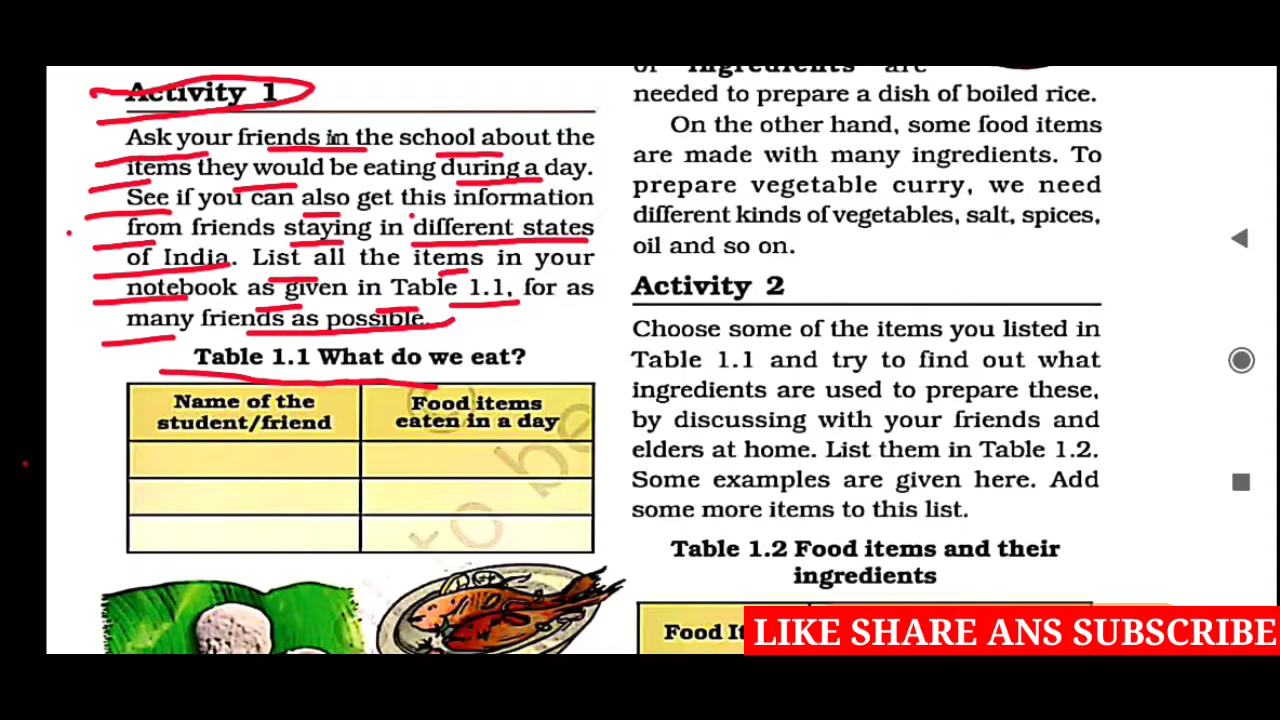 Activity 1
Ask your friends in the school about the
items they would be eating during a day.
See if you can also get this information
from friends staying in different states
of India. List all the items in your
notebook as given in Table 1.1, for as
many friends as possible.
Table 1.1 What do we eat?
Name of the
student/friend
Food items
eaten in a day
to be
of ingredients are
needed to prepare a dish of boiled rice.
On the other hand, some food items
are made with many ingredients. To
prepare vegetable curry, we need
different kinds of vegetables, salt, spices,
oil and so on.
Activity 2
Choose some of the items you listed in
Table 1.1 and try to find out what
ingredients are used to prepare these,
by discussing with your friends and
elders at home. List them in Table 1.2.
Some examples are given here. Add
some more items to this list.
Table 1.2 Food items and their
ingredients
Food
LIKE SHARE ANS SUBSCRIBE